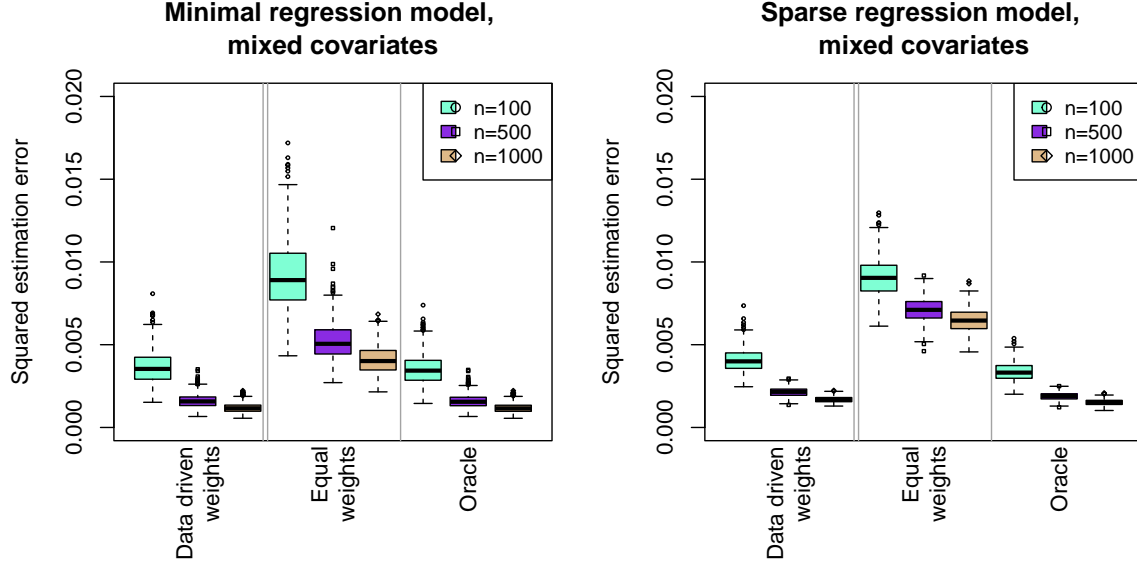 Minimal regression model,
mixed covariates
Squared estimation error
0.020
0.015
0.010
0.005
0.000
n=100
n=500
n=1000
Data driven
weights
Equal
weights
Oracle
Sparse regression model,
mixed covariates
Squared estimation error
0.020
0.015
0.010
0.005
0.000
n=100
n=500
n=1000
Data driven
weights
Equal
weights
Oracle